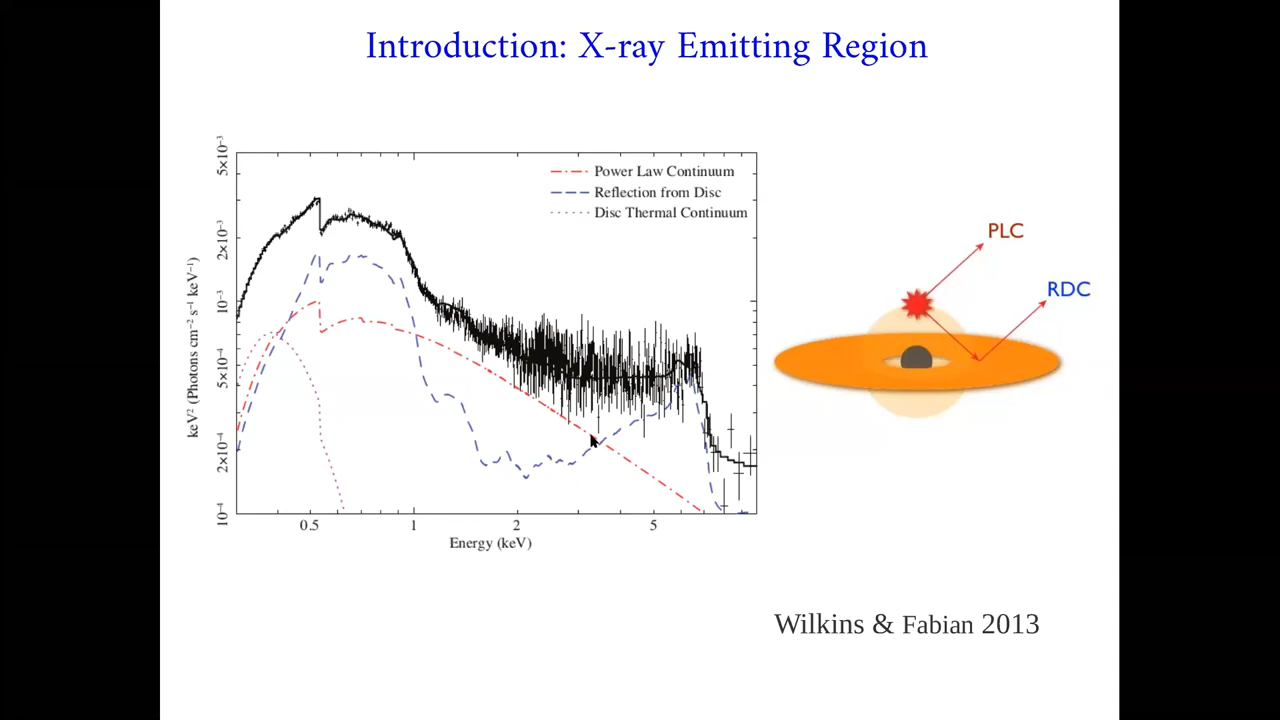 Introduction: X-ray Emitting Region
keV² (Photons cm⁻² s⁻¹ keV⁻¹)
5×10⁻³
2×10⁻³
10⁻³
5×10⁻⁴
2×10⁻⁴
10⁻⁴
Power Law Continuum
Reflection from Disc
Disc Thermal Continuum
0.5
1
2
5
Energy (keV)
PLC
RDC
Wilkins & Fabian 2013